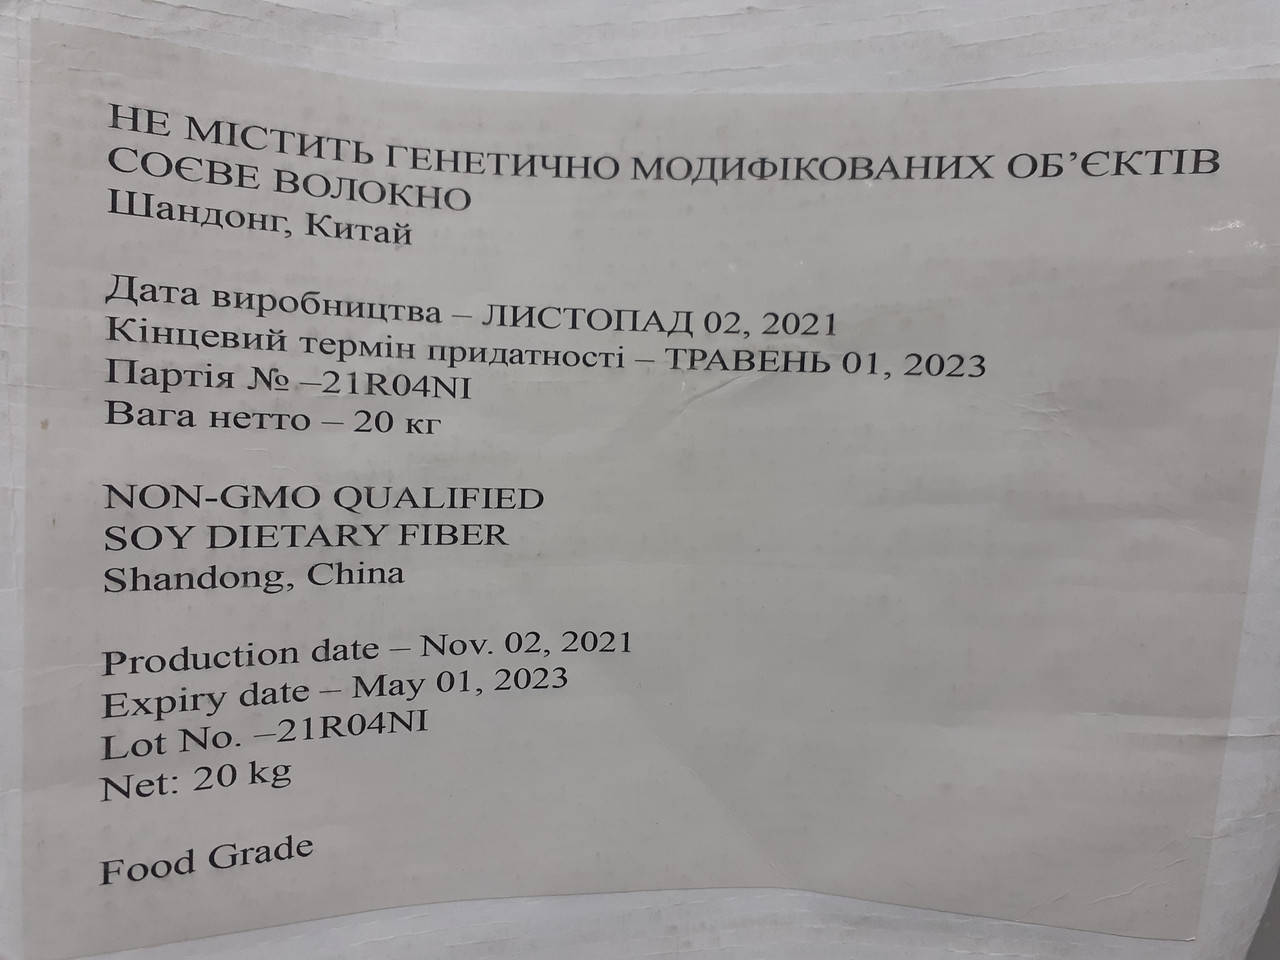 НЕ МІСТИТЬ ГЕНЕТИЧНО МОДИФІКОВАНИХ ОБ’ЄКТІВ
СОЄВЕ ВОЛОКНО
Шандонг, Китай
Дата виробництва – ЛИСТОПАД 02, 2021
Кінцевий термін придатності – ТРАВЕНЬ 01, 2023
Партія № –21R04NI
Вага нетто – 20 кг
NON-GMO QUALIFIED
SOY DIETARY FIBER
Shandong, China
Production date – Nov. 02, 2021
Expiry date – May 01, 2023
Lot No. –21R04NI
Net: 20 kg
Food Grade